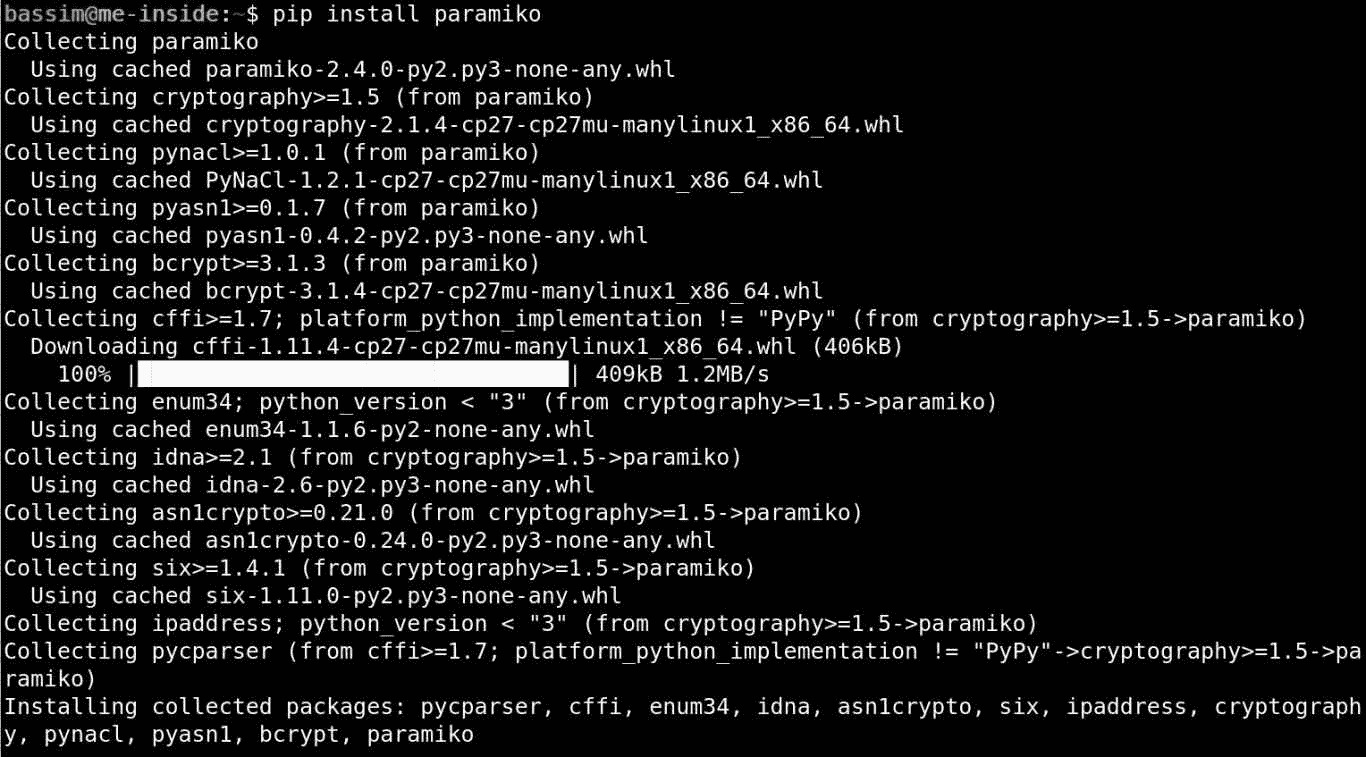 bassim@me-inside:~$ pip install paramiko
Collecting paramiko
  Using cached paramiko-2.4.0-py2.py3-none-any.whl
Collecting cryptography>=1.5 (from paramiko)
  Using cached cryptography-2.1.4-cp27-cp27mu-manylinux1_x86_64.whl
Collecting pynacl>=1.0.1 (from paramiko)
  Using cached PyNaCl-1.2.1-cp27-cp27mu-manylinux1_x86_64.whl
Collecting pyasn1>=0.1.7 (from paramiko)
  Using cached pyasn1-0.4.2-py2.py3-none-any.whl
Collecting bcrypt>=3.1.3 (from paramiko)
  Using cached bcrypt-3.1.4-cp27-cp27mu-manylinux1_x86_64.whl
Collecting cffi>=1.7; platform_python_implementation != "PyPy" (from cryptography>=1.5->paramiko)
  Downloading cffi-1.11.4-cp27-cp27mu-manylinux1_x86_64.whl (406kB)
    100% |████████████████████████████████| 409kB 1.2MB/s
Collecting enum34; python_version < "3" (from cryptography>=1.5->paramiko)
  Using cached enum34-1.1.6-py2-none-any.whl
Collecting idna>=2.1 (from cryptography>=1.5->paramiko)
  Using cached idna-2.6-py2.py3-none-any.whl
Collecting asn1crypto>=0.21.0 (from cryptography>=1.5->paramiko)
  Using cached asn1crypto-0.24.0-py2.py3-none-any.whl
Collecting six>=1.4.1 (from cryptography>=1.5->paramiko)
  Using cached six-1.11.0-py2.py3-none-any.whl
Collecting ipaddress; python_version < "3" (from cryptography>=1.5->paramiko)
Collecting pycparser (from cffi>=1.7; platform_python_implementation != "PyPy"->cryptography>=1.5->pa
ramiko)
Installing collected packages: pycparser, cffi, enum34, idna, asn1crypto, six, ipaddress, cryptograph
y, pynacl, pyasn1, bcrypt, paramiko